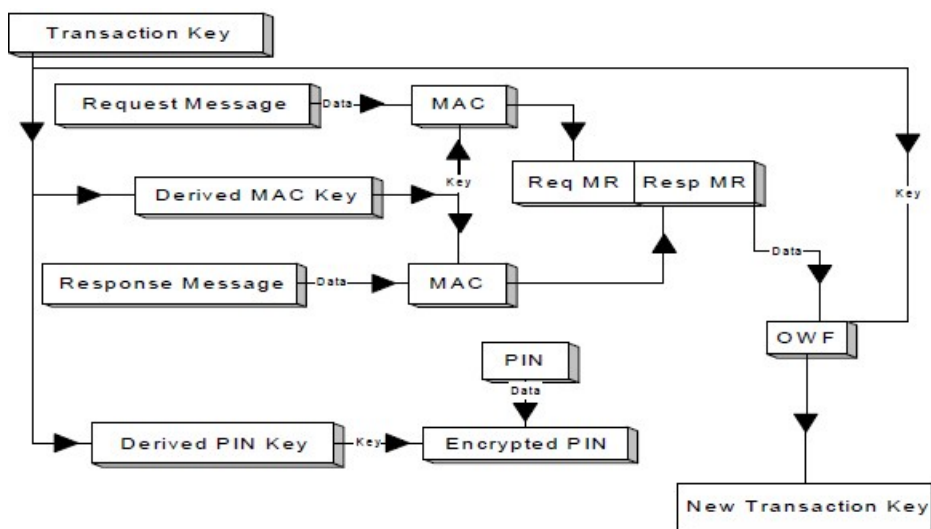 Transaction Key
Request Message
Data
MAC
Key
Req MR
Resp MR
Key
Derived MAC Key
Data
Response Message
Data
MAC
OWF
PIN
Data
Derived PIN Key
Key
Encrypted PIN
New Transaction Key